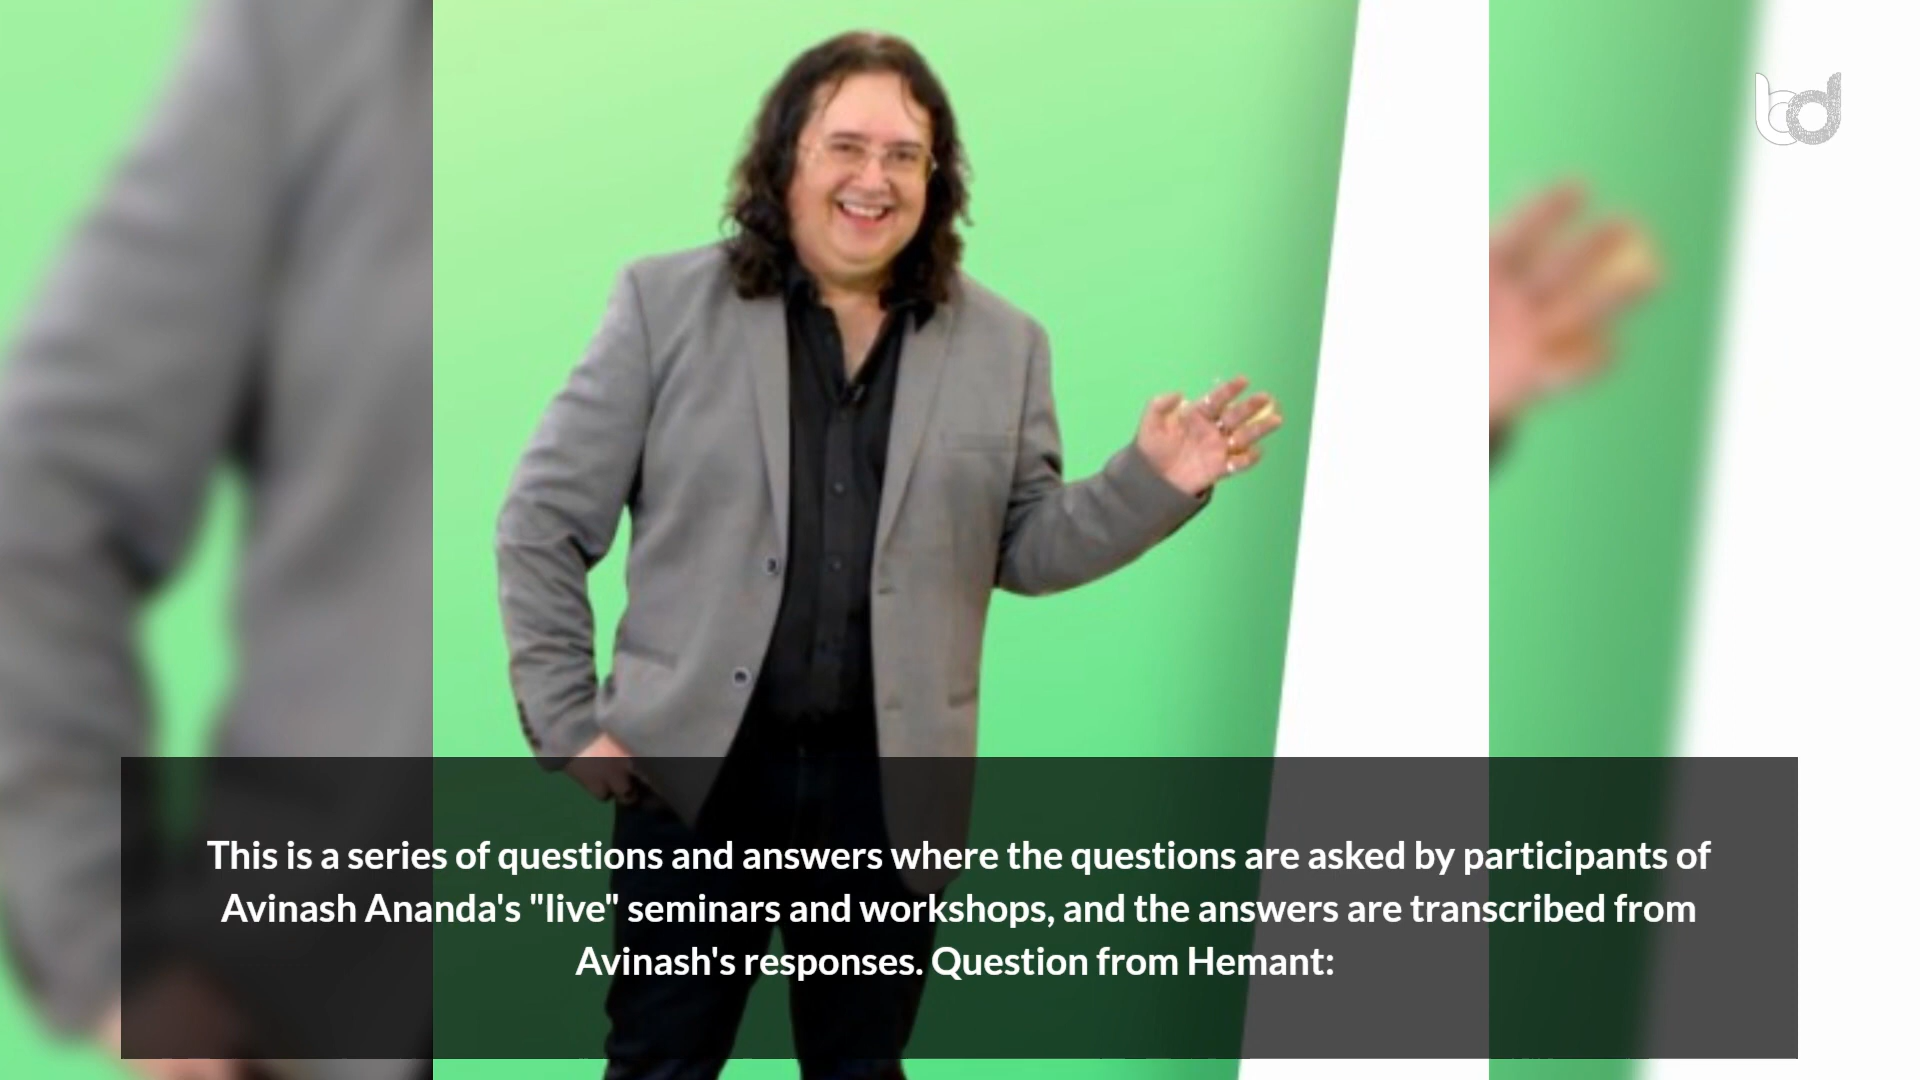 bd
This is a series of questions and answers where the questions are asked by participants of
Avinash Ananda's "live" seminars and workshops, and the answers are transcribed from
Avinash's responses. Question from Hemant: